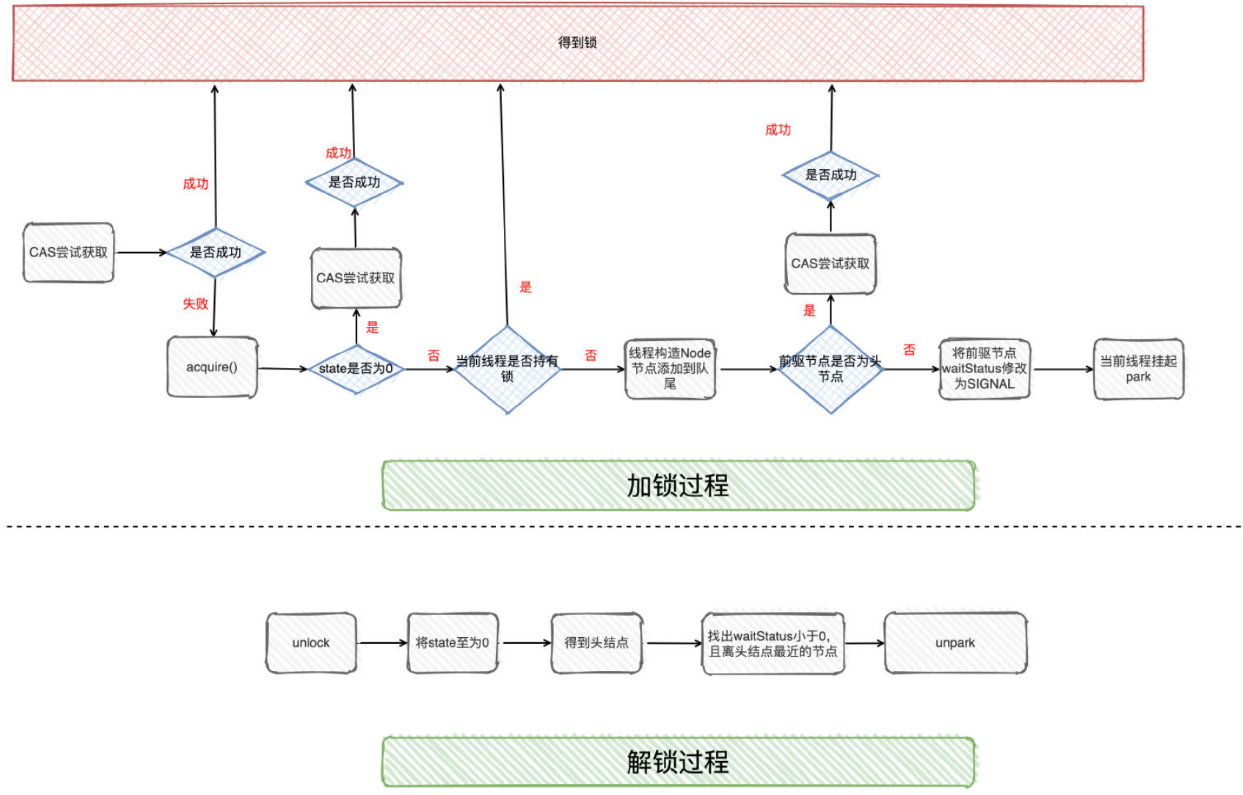 得到锁
成功
成功
成功
是否成功
是否成功
CAS尝试获取
是否成功
CAS尝试获取
CAS尝试获取
失败
是
是
是
acquire()
state是否为0
否
当前线程是否持有
锁
否
线程构造Node
节点添加到队
尾
前驱节点是否为头
节点
否
将前驱节点
waitStatus修改
为SIGNAL
当前线程挂起
park
加锁过程
unlock
将state至为0
得到头结点
找出waitStatus小于0,
且离头结点最近的节点
unpark
解锁过程